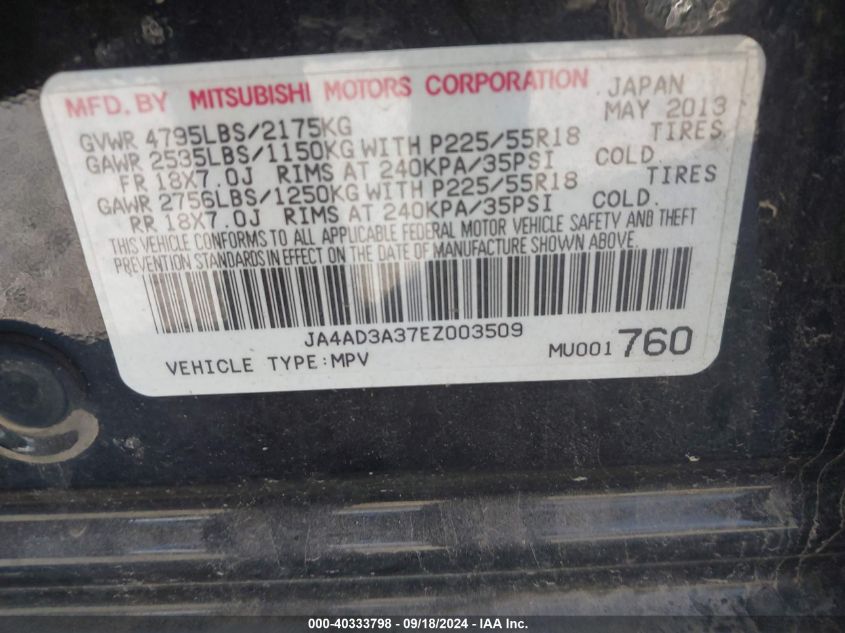 MFD. BY MITSUBISHI MOTORS CORPORATION JAPAN
GVWR 4795LBS/2175KG MAY 2013
GAWR 2535LBS/1150KG WITH P225/55R18 TIRES
FR 18X7.0J RIMS AT 240KPA/35PSI COLD.
GAWR 2756LBS/1250KG WITH P225/55R18 TIRES
RR 18X7.0J RIMS AT 240KPA/35PSI COLD.
THIS VEHICLE CONFORMS TO ALL APPLICABLE FEDERAL MOTOR VEHICLE SAFETY AND THEFT
PREVENTION STANDARDS IN EFFECT ON THE DATE OF MANUFACTURE SHOWN ABOVE.
JA4AD3A37EZ003509
VEHICLE TYPE:MPV MU001760
000-40333798 - 09/18/2024 - IAA Inc.